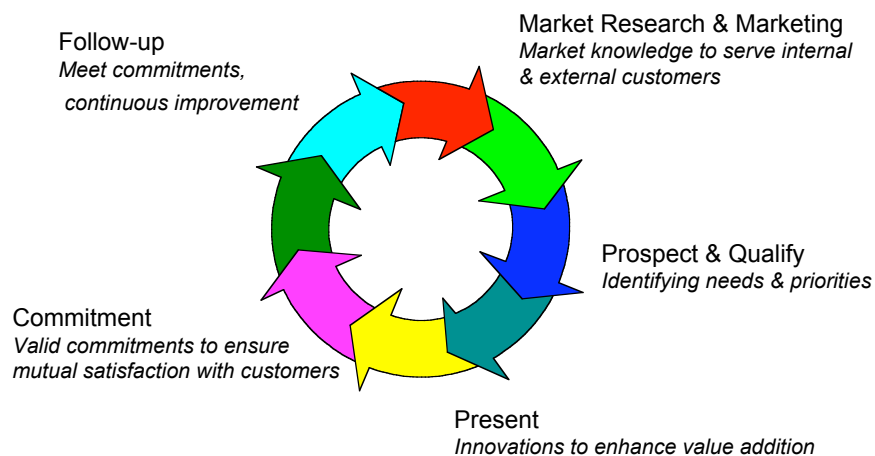 Market Research & Marketing
Market knowledge to serve internal
& external customers
Prospect & Qualify
Identifying needs & priorities
Present
Innovations to enhance value addition
Commitment
Valid commitments to ensure
mutual satisfaction with customers
Follow-up
Meet commitments,
continuous improvement